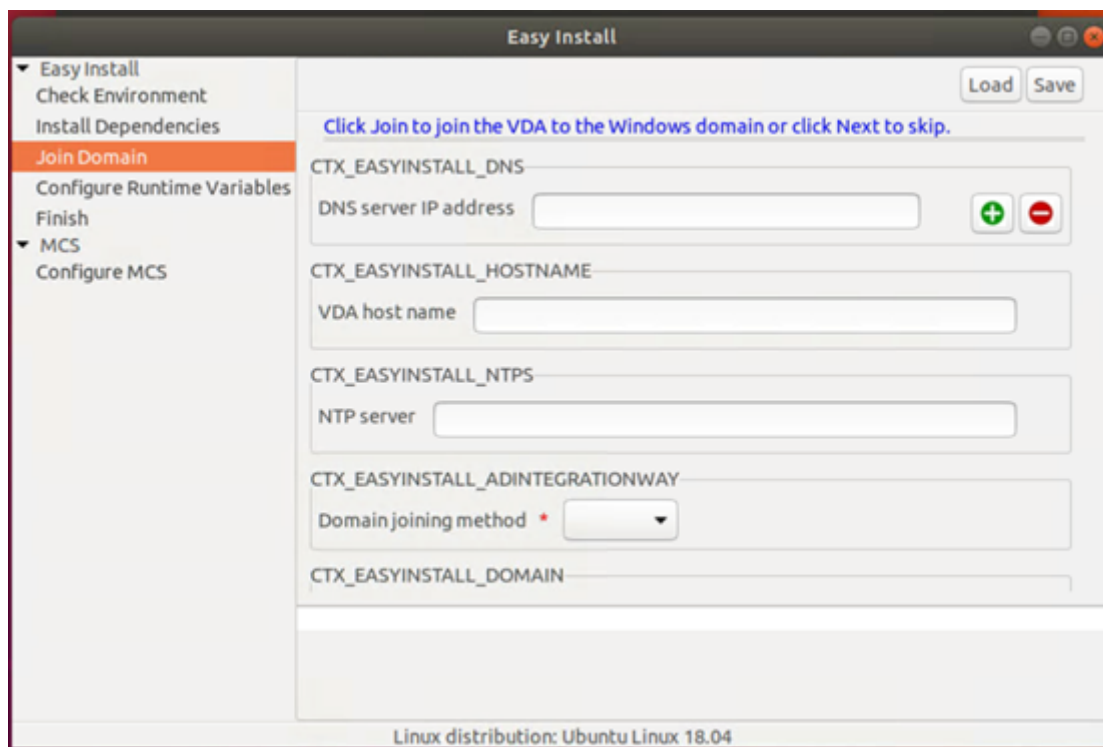 Easy Install
Easy Install
Check Environment
Install Dependencies
Join Domain
Configure Runtime Variables
Finish
MCS
Configure MCS
Load Save
Click Join to join the VDA to the Windows domain or click Next to skip.
CTX_EASYINSTALL_DNS
DNS server IP address
CTX_EASYINSTALL_HOSTNAME
VDA host name
CTX_EASYINSTALL_NTPS
NTP server
CTX_EASYINSTALL_ADINTEGRATIONWAY
Domain joining method *
CTX_EASYINSTALL_DOMAIN
Linux distribution: Ubuntu Linux 18.04